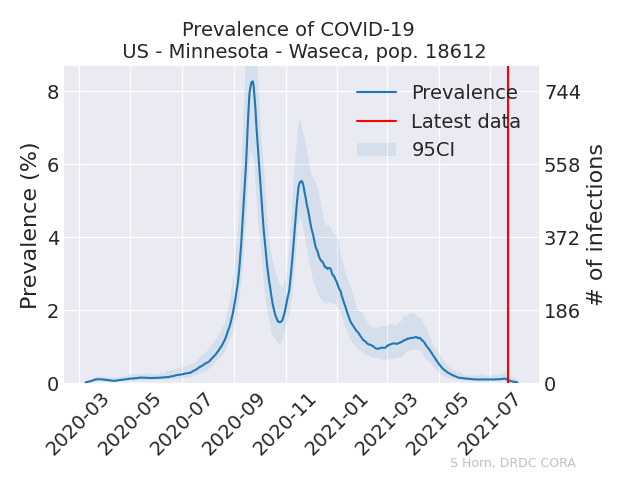 Prevalence of COVID-19
US - Minnesota - Waseca, pop. 18612
Prevalence (%)
8
6
4
2
0
744
558
372
186
0
# of infections
Prevalence
Latest data
95CI
2020-03
2020-05
2020-07
2020-09
2020-11
2021-01
2021-03
2021-05
2021-07
S Horn, DRDC CORA